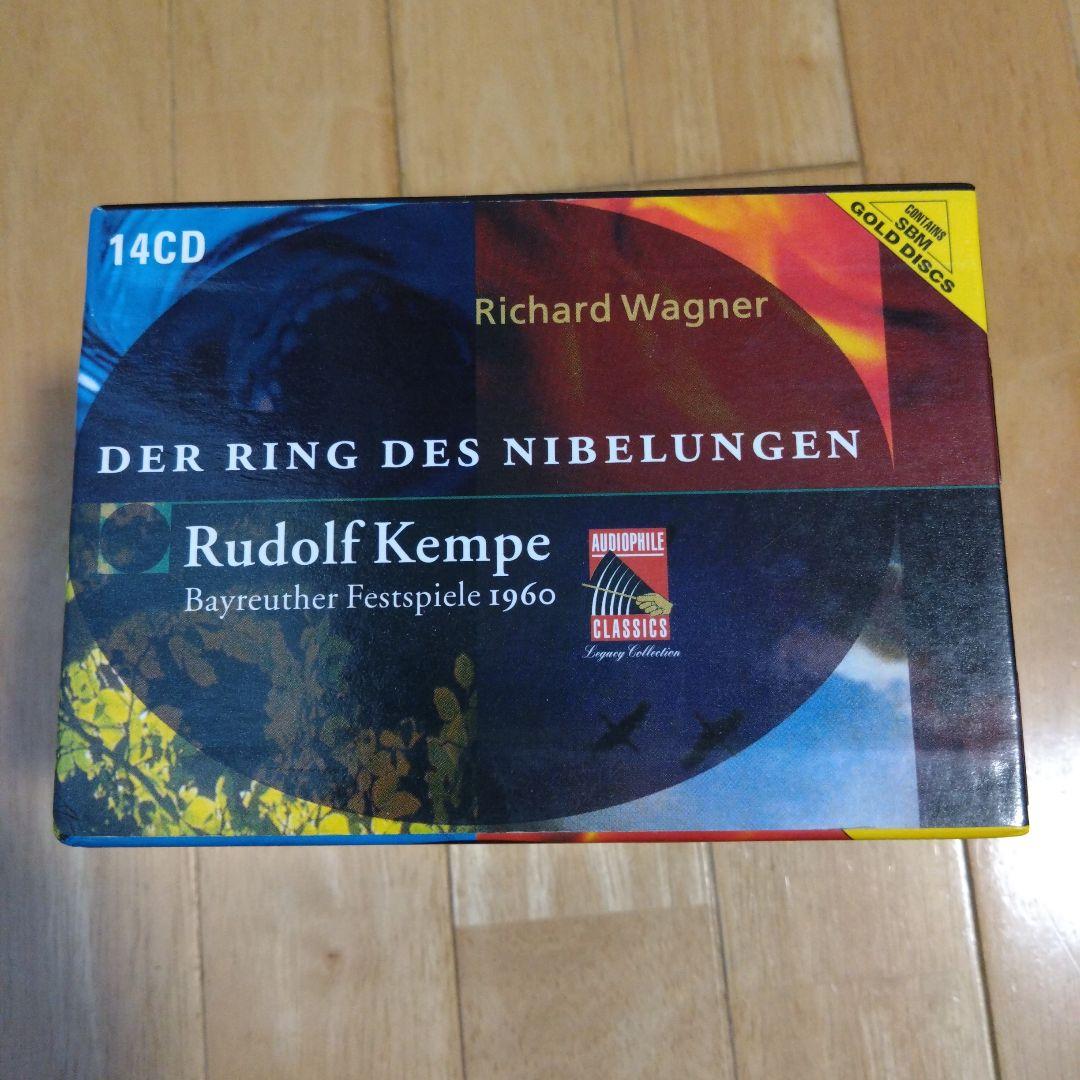 14CD
CONTAINS
SBM
GOLD DISCS
Richard Wagner
DER RING DES NIBELUNGEN
Rudolf Kempe
Bayreuther Festspiele 1960
AUDIOPHILE
CLASSICS
Legacy Collection